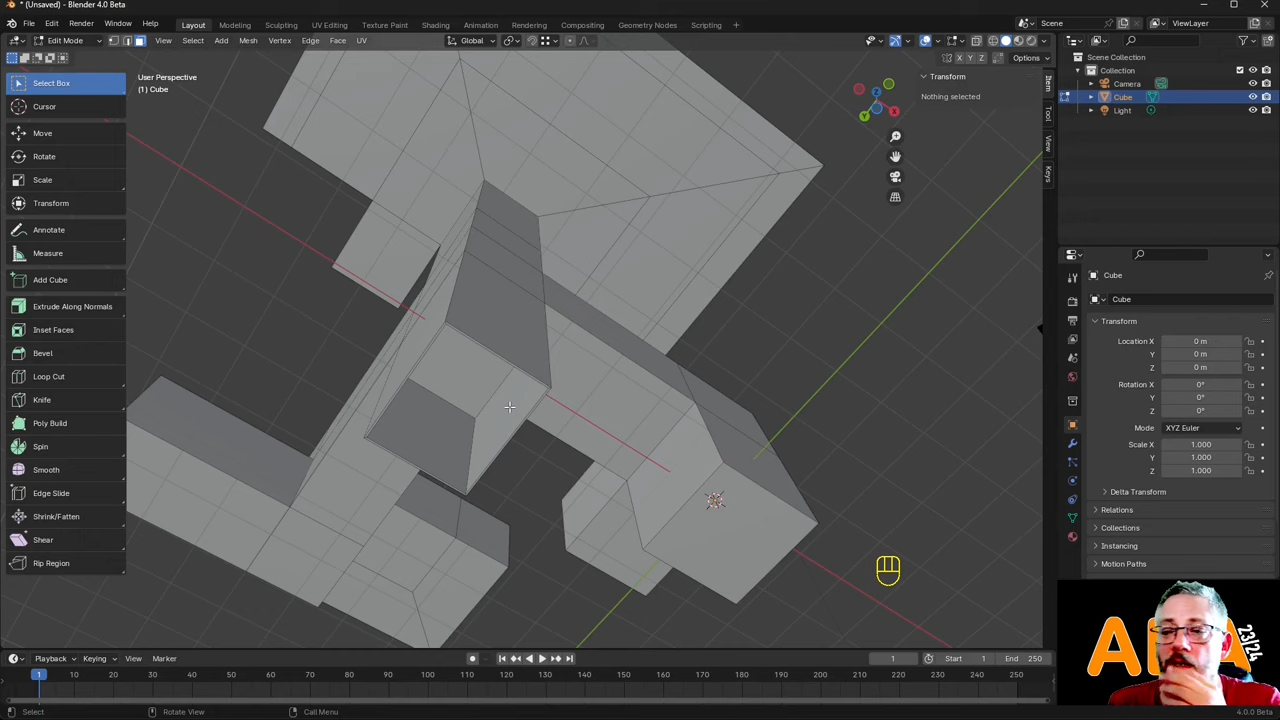 * (Unsaved) - Blender 4.0 Beta
File Edit Render Window Help
Layout Modeling Sculpting UV Editing Texture Paint Shading Animation Rendering Compositing Geometry Nodes Scripting +
Scene ViewLayer
Edit Mode View Select Add Mesh Vertex Edge Face UV Global
X Y Z Options
User Perspective
(1) Cube
Select Box
Cursor
Move
Rotate
Scale
Transform
Annotate
Measure
Add Cube
Extrude Along Normals
Inset Faces
Bevel
Loop Cut
Knife
Poly Build
Spin
Smooth
Edge Slide
Shrink/Fatten
Shear
Rip Region
Z
X
Y
Transform
Nothing selected
Item
Tool
View
Keys
Scene Collection
Collection
Camera
Cube
Light
Cube
Cube
Transform
Location X 0 m
Y 0 m
Z 0 m
Rotation X 0°
Y 0°
Z 0°
Mode XYZ Euler
Scale X 1.000
Y 1.000
Z 1.000
Delta Transform
Relations
Collections
Instancing
Motion Paths
23/24
Playback Keying View Marker
1 Start 1 End 250
1 10 20 30 40 50 60 70 80 90 100 110 120 130 140 150 160 170 180 190 200 210 220 230 240 250
Select Rotate View Call Menu
4.0.0 Beta